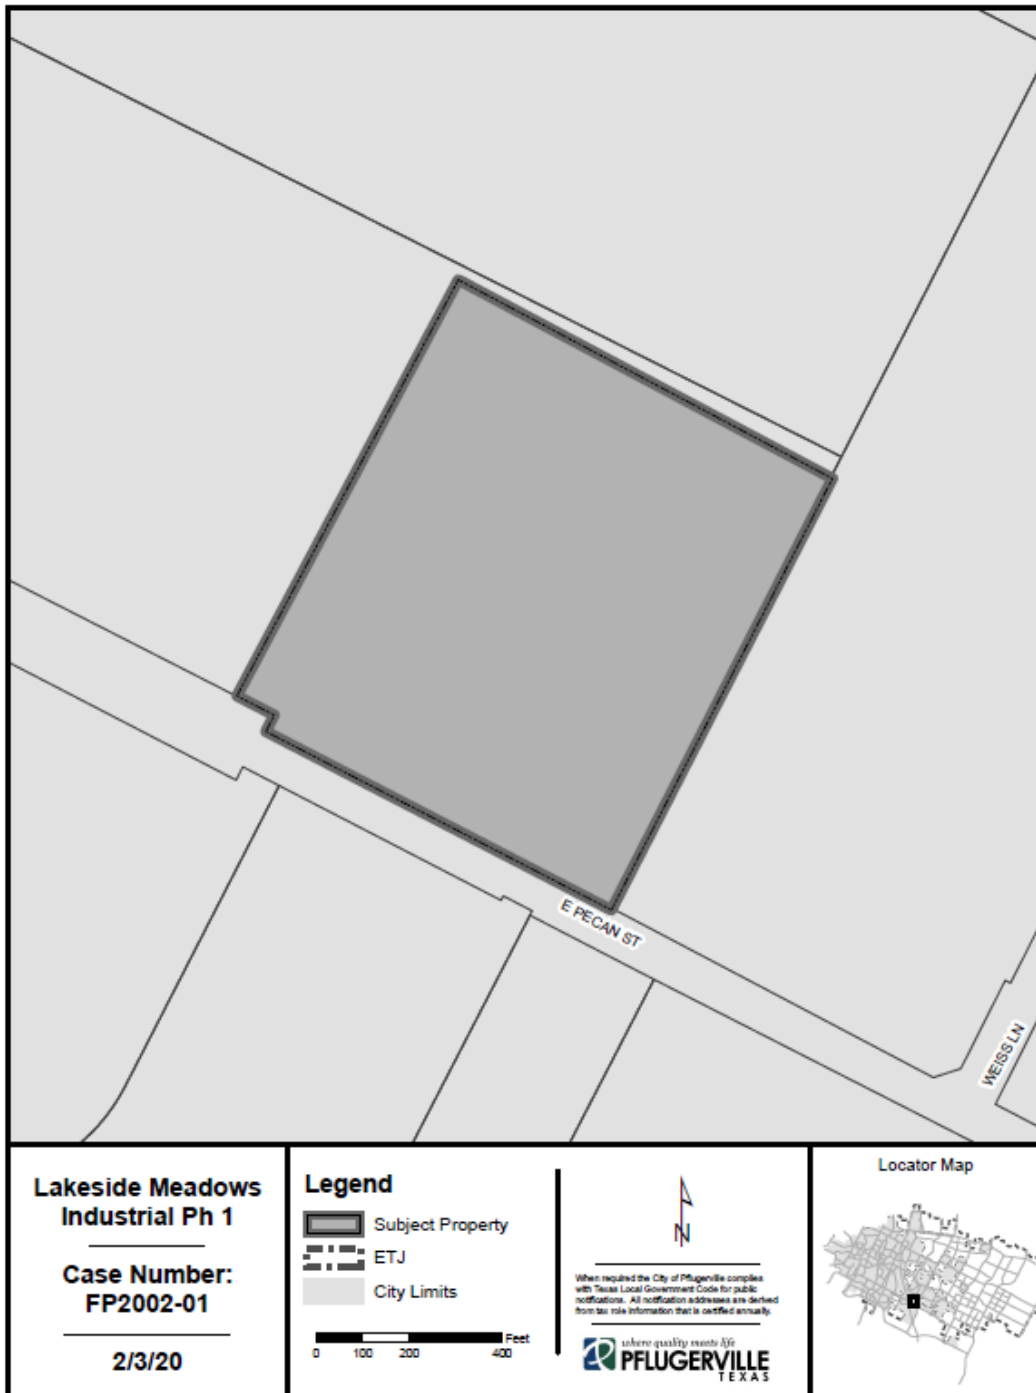 E PECAN ST
WEISS LN
Lakeside Meadows
Industrial Ph 1
Case Number:
FP2002-01
2/3/20
Legend
Subject Property
ETJ
City Limits
Feet
0 100 200 400
N
When required the City of Pflugerville complies
with Texas Local Government Code for public
notifications. All notification addresses are derived
from tax role information that is certified annually.
where quality meets life
PFLUGERVILLE
TEXAS
Locator Map